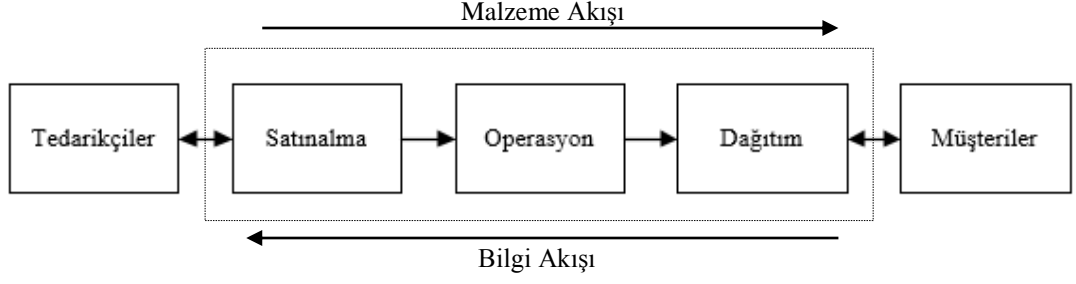 Malzeme Akışı
Tedarikçiler
Satınalma
Operasyon
Dağıtım
Müşteriler
Bilgi Akışı